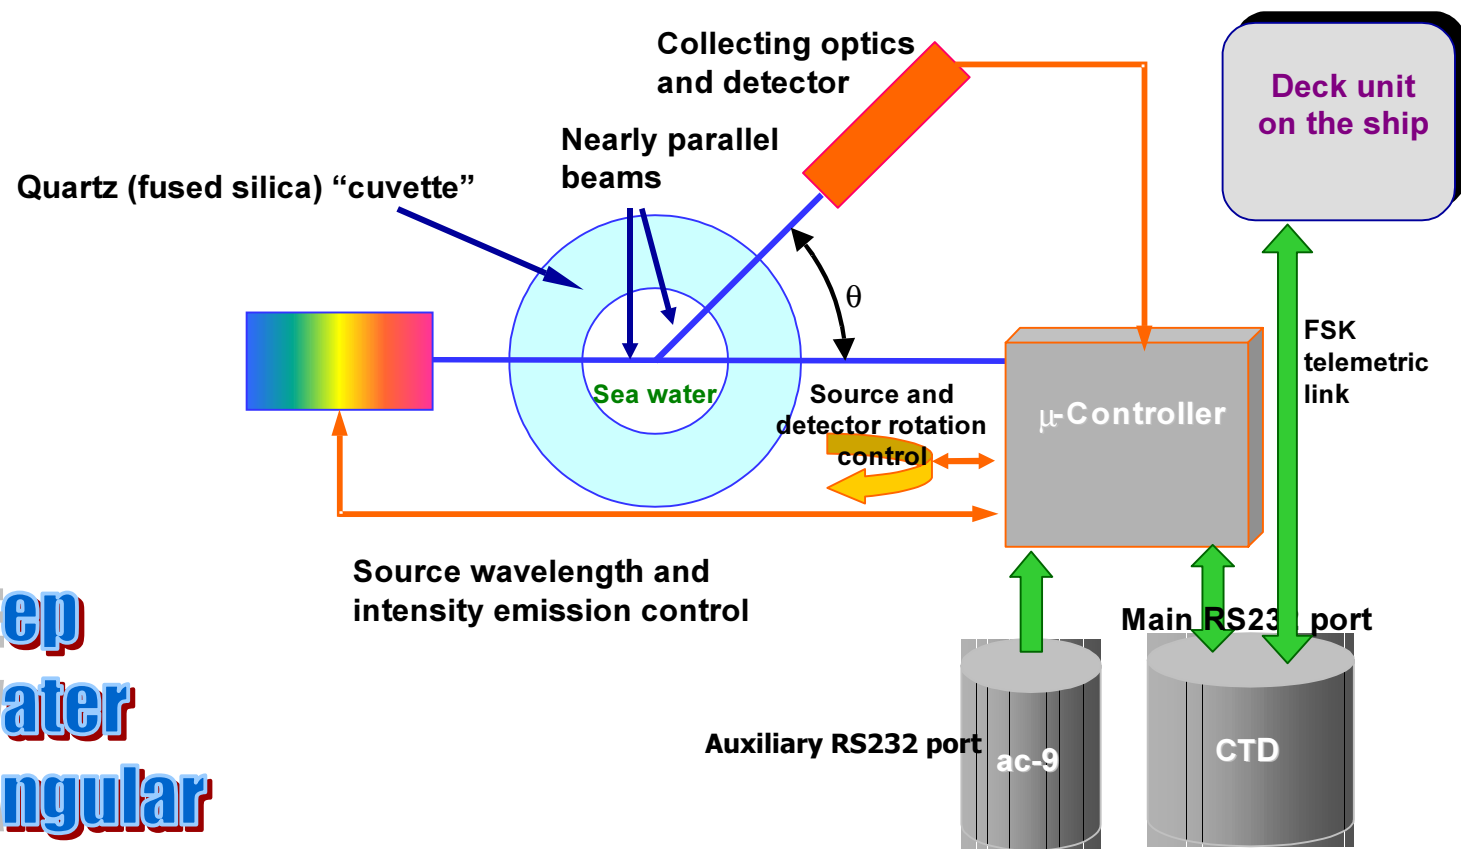 Collecting optics
and detector
Deck unit
on the ship
Nearly parallel
beams
Quartz (fused silica) “cuvette”
θ
FSK
telemetric
link
Sea water
Source and
detector rotation
control
μ-Controller
Source wavelength and
intensity emission control
Main RS232 port
Auxiliary RS232 port
ac-9
CTD
ep
ater
ngular